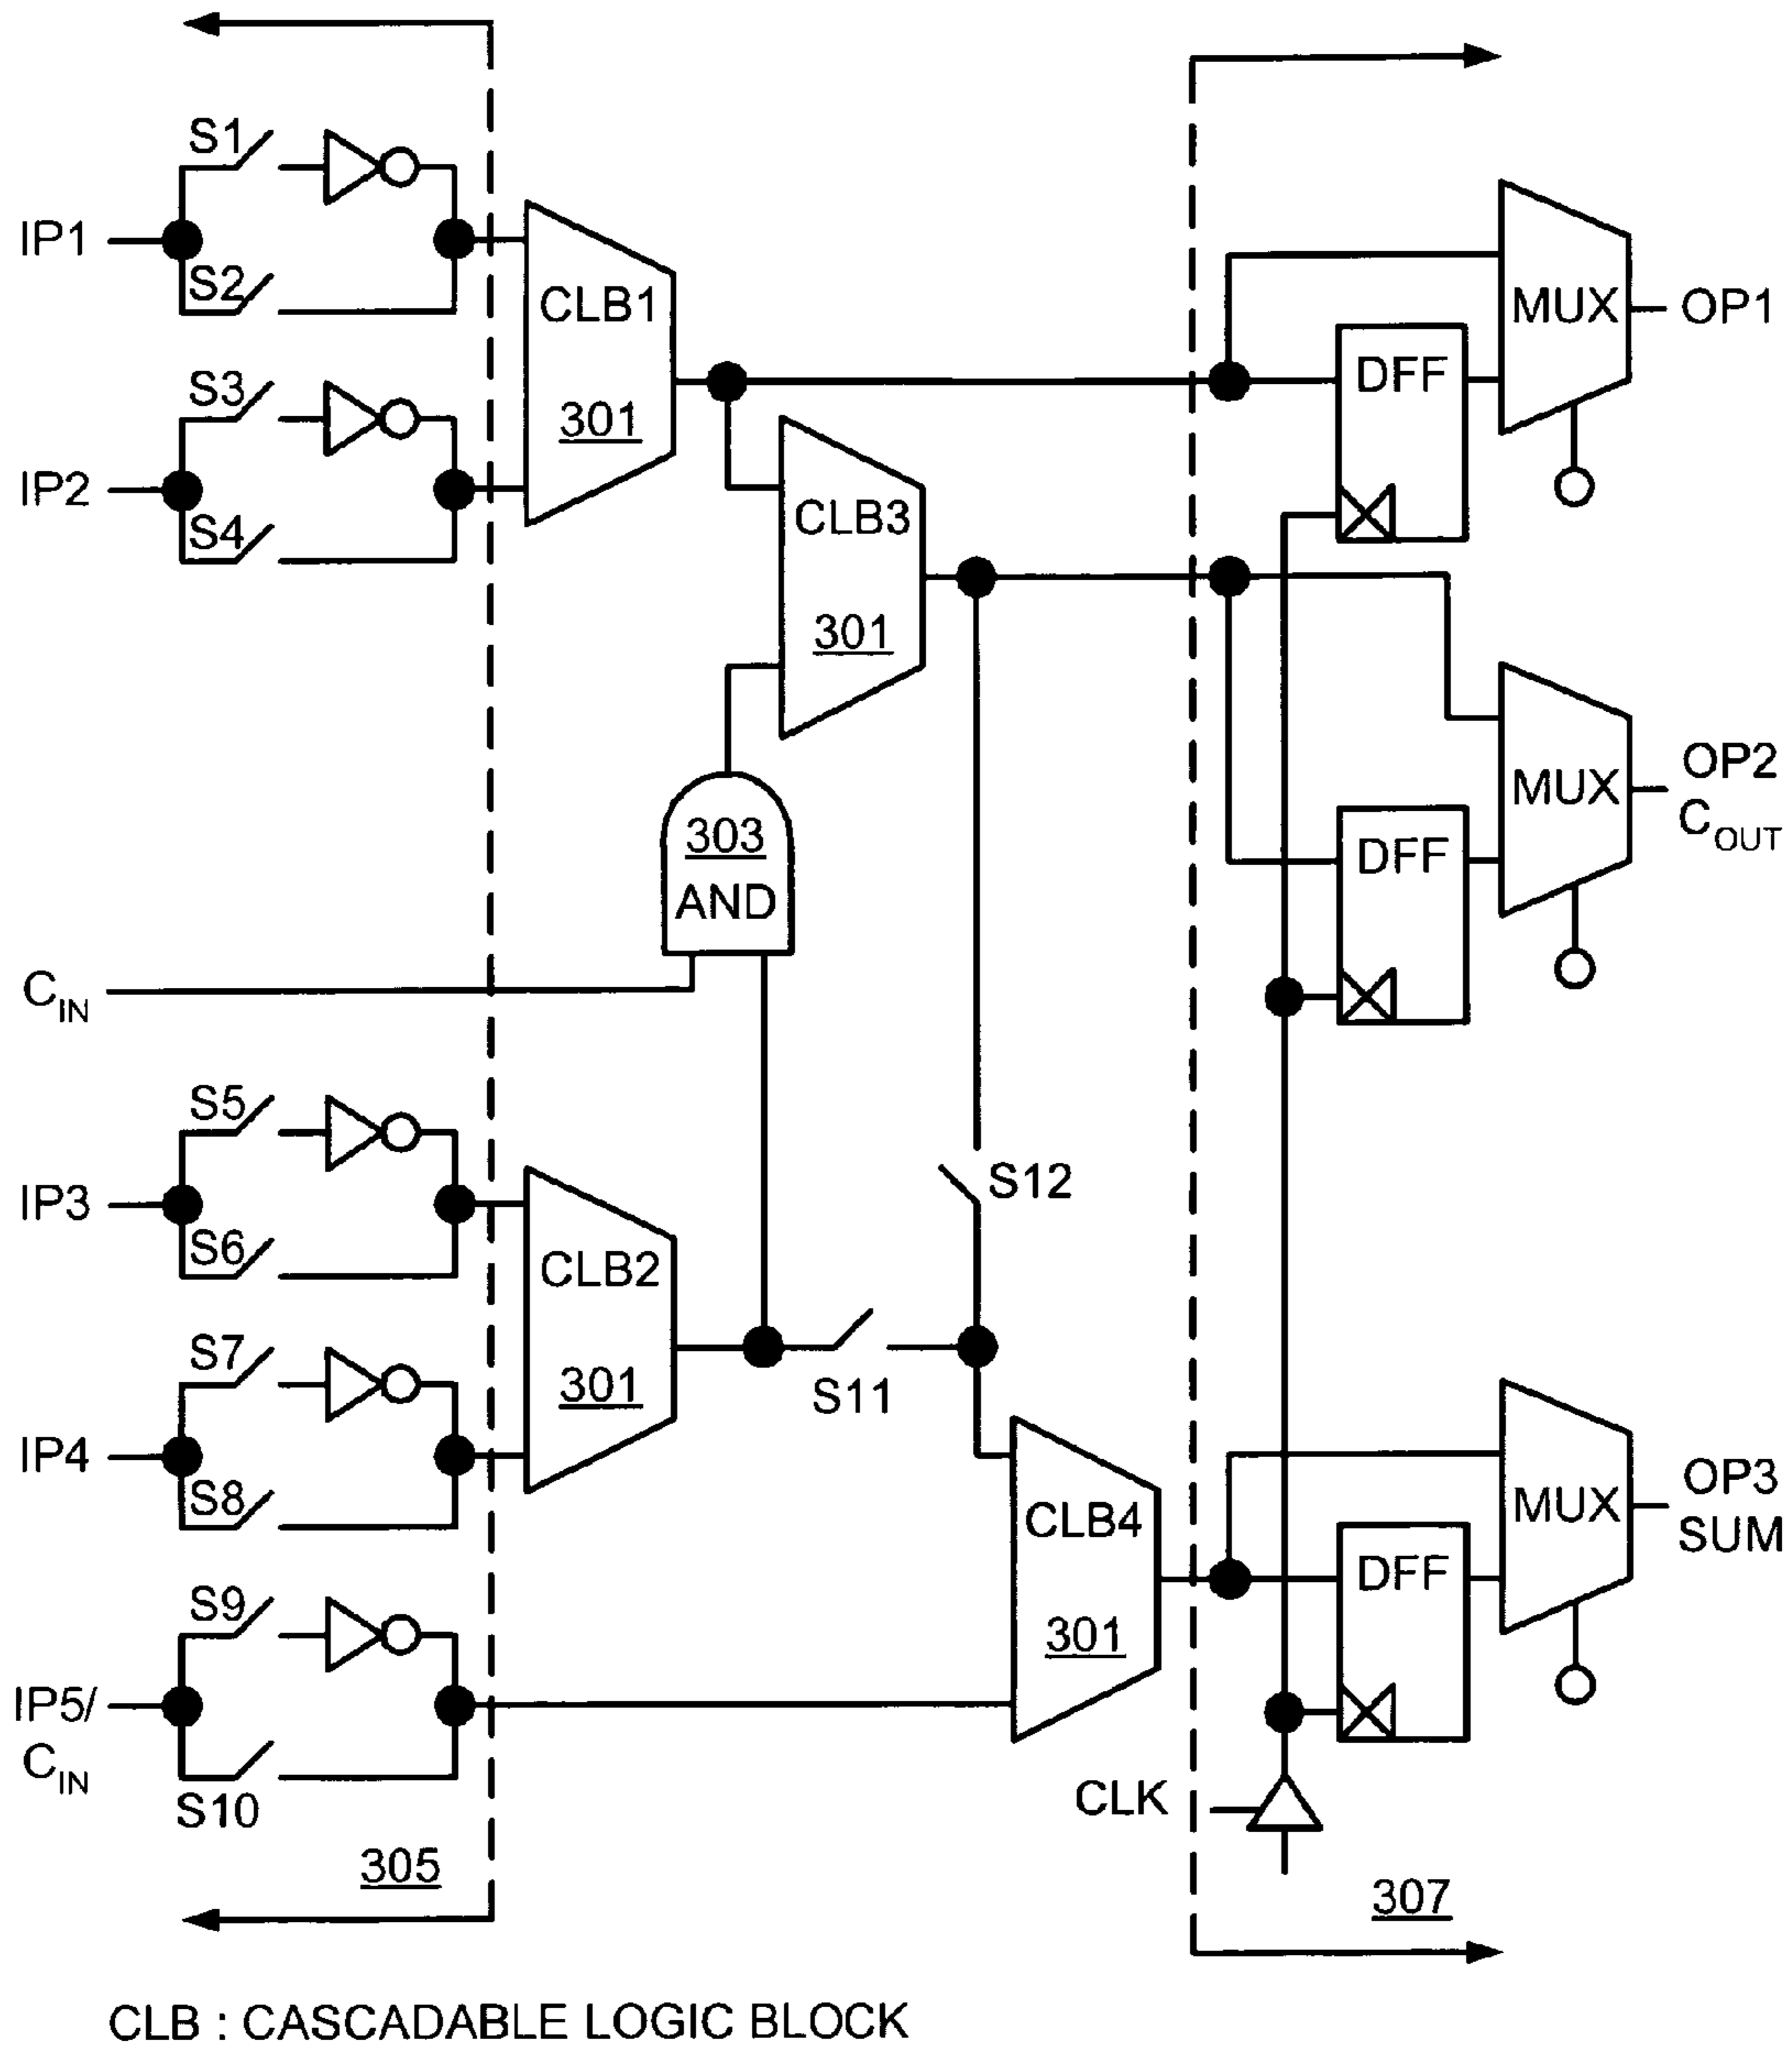 S1
IP1
S2
CLB1
301
MUX
OP1
DFF
S3
IP2
S4
CLB3
301
303
AND
OP2
MUX
COUT
DFF
CIN
S5
IP3
S6
CLB2
301
S12
S7
IP4
S8
S11
CLB4
301
MUX
OP3
SUM
DFF
S9
IP5/
CIN
S10
CLK
305
307
CLB : CASCADABLE LOGIC BLOCK